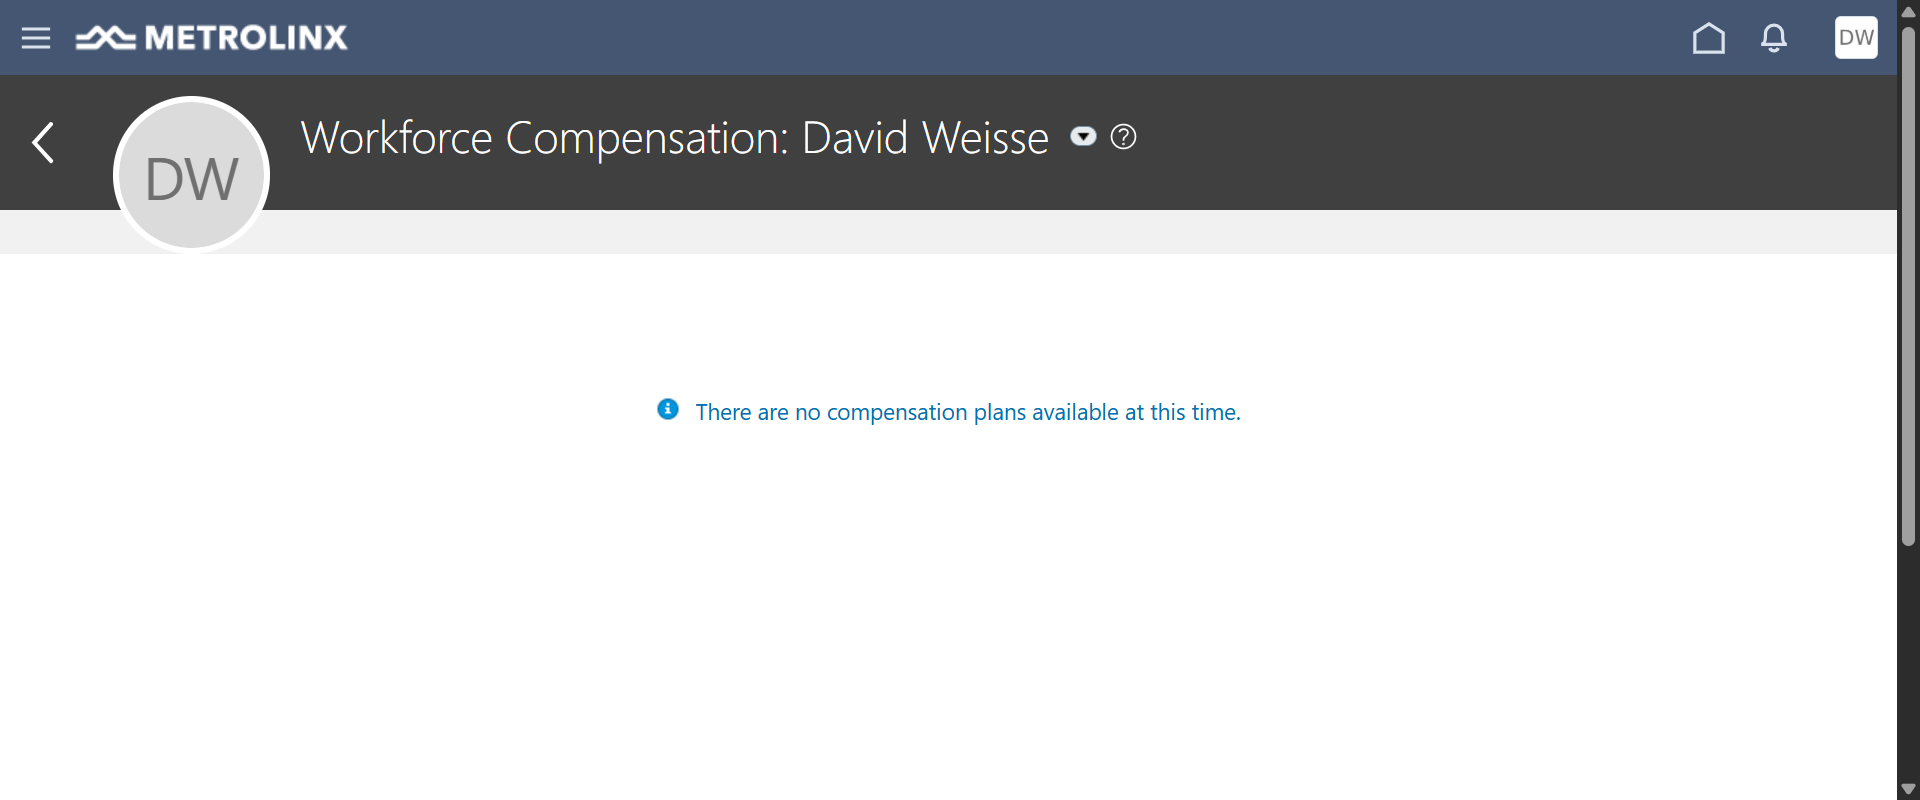 METROLINX
DW
DW
Workforce Compensation: David Weisse
There are no compensation plans available at this time.